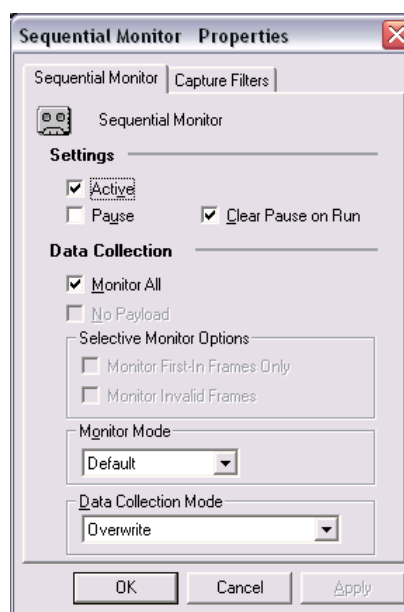 Sequential Monitor Properties
Sequential Monitor Capture Filters
Sequential Monitor
Settings
Active
Pause Clear Pause on Run
Data Collection
Monitor All
No Payload
Selective Monitor Options
Monitor First-In Frames Only
Monitor Invalid Frames
Monitor Mode
Default
Data Collection Mode
Overwrite
OK Cancel Apply